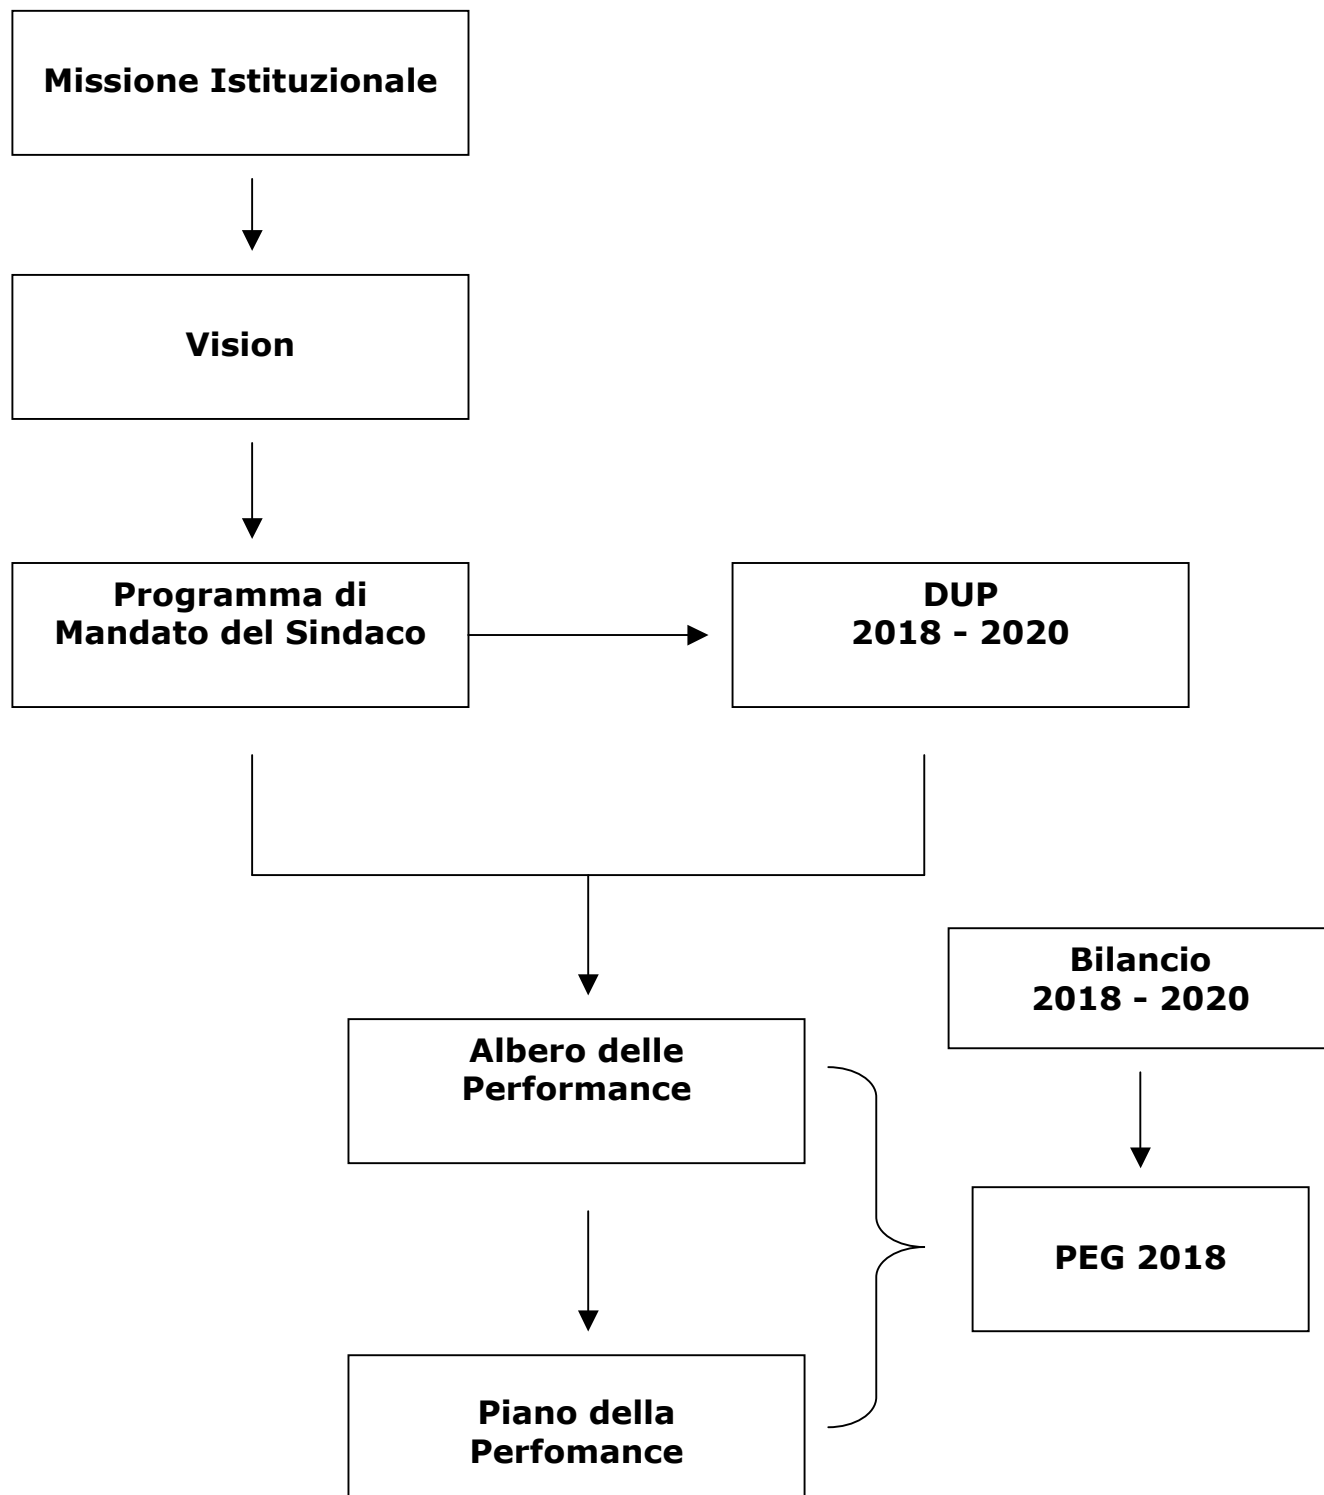 Missione Istituzionale
Vision
Programma di
Mandato del Sindaco
DUP
2018 - 2020
Bilancio
2018 - 2020
Albero delle
Performance
PEG 2018
Piano della
Perfomance